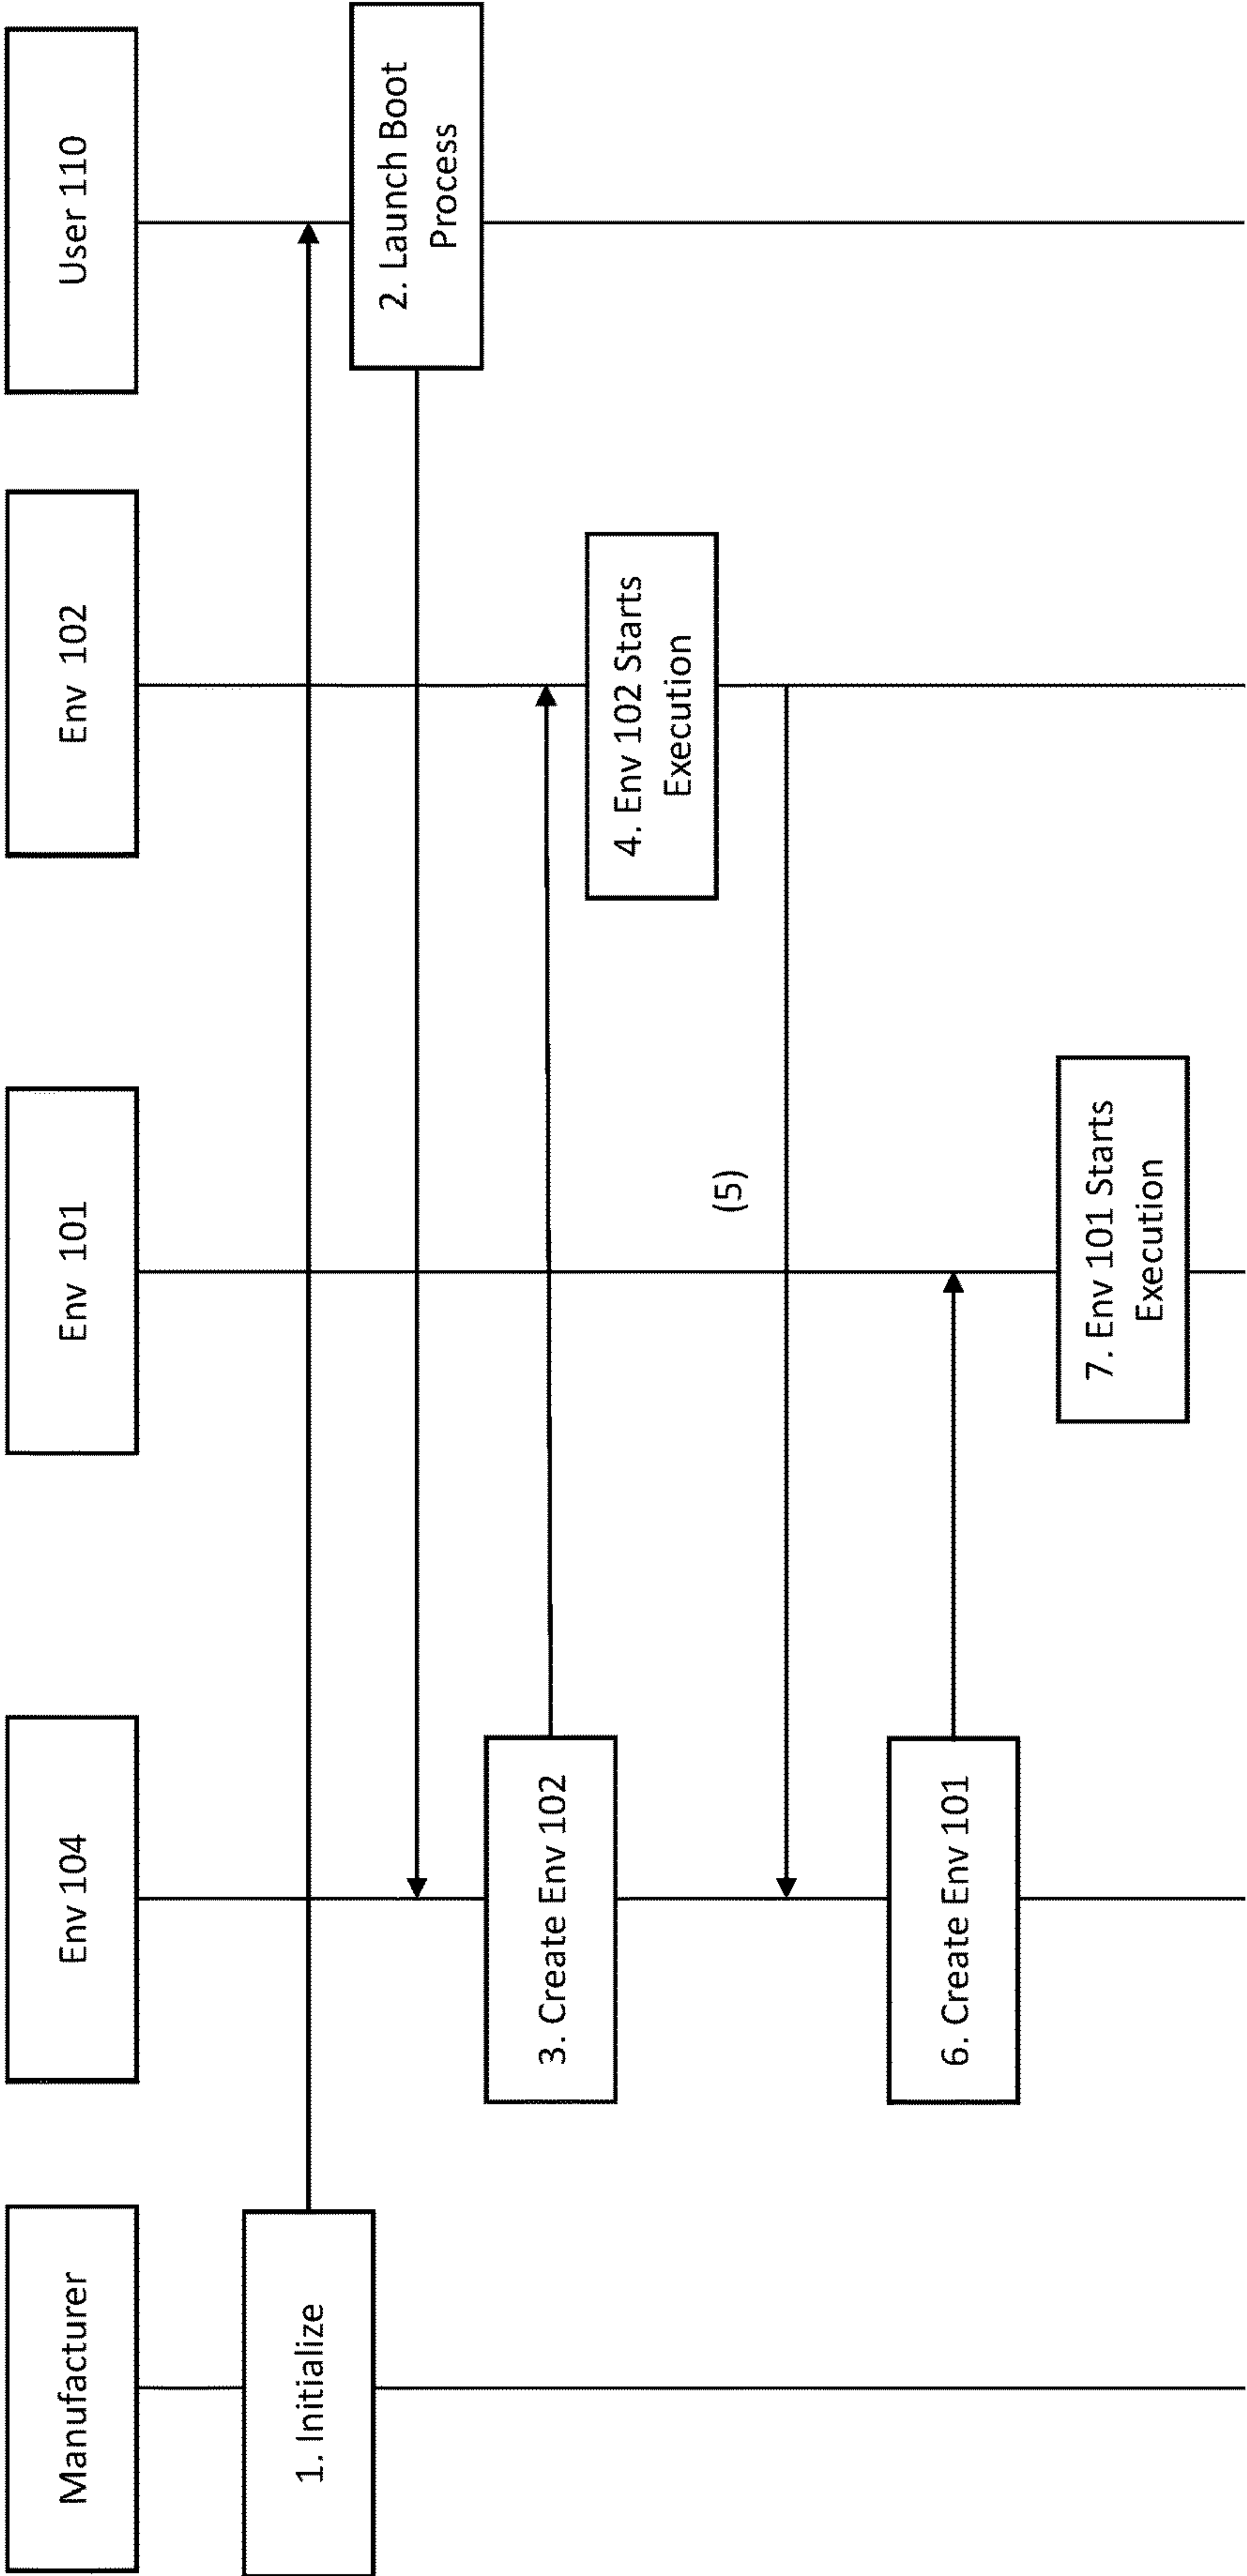 Manufacturer
Env 104
Env 101
Env 102
User 110
1. Initialize
2. Launch Boot
Process
3. Create Env 102
4. Env 102 Starts
Execution
(5)
6. Create Env 101
7. Env 101 Starts
Execution